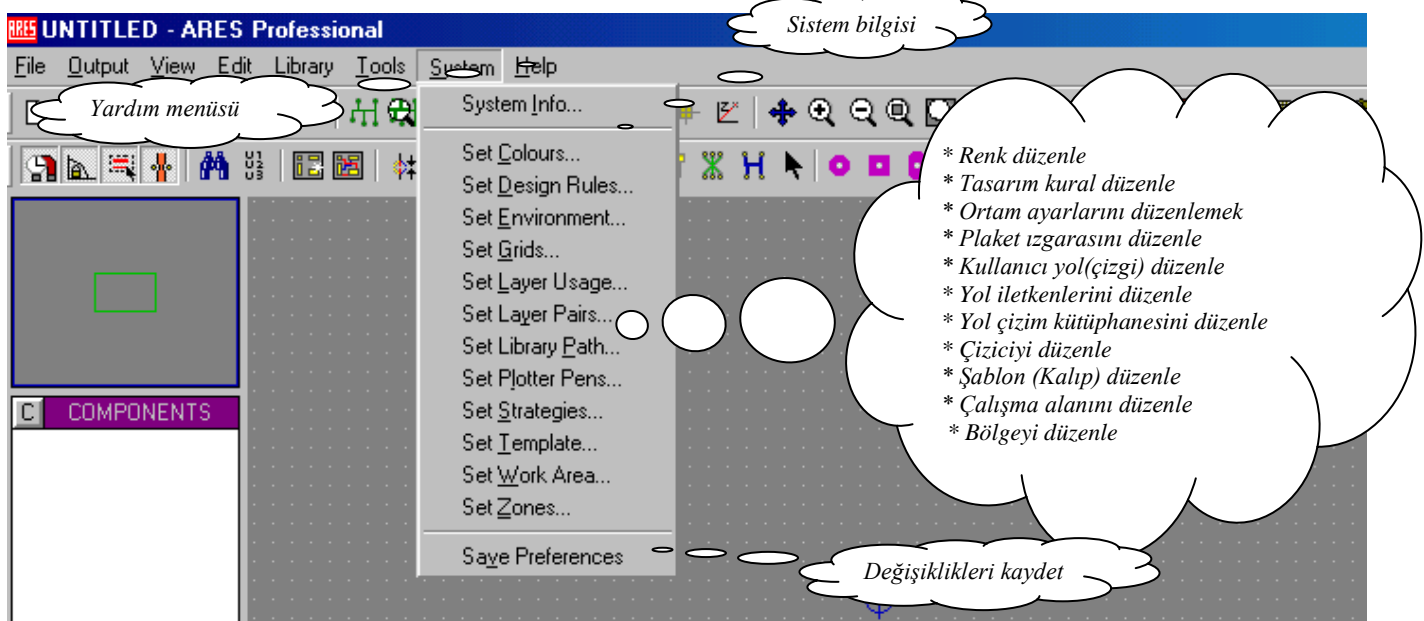 ARES UNTITLED - ARES Professional
Sistem bilgisi
File Output View Edit Library Tools System Help
Yardım menüsü
System Info...
Set Colours...
Set Design Rules...
Set Environment...
Set Grids...
Set Layer Usage...
Set Layer Pairs...
Set Library Path...
Set Plotter Pens...
Set Strategies...
Set Template...
Set Work Area...
Set Zones...
Save Preferences
* Renk düzenle
* Tasarım kural düzenle
* Ortam ayarlarını düzenlemek
* Plaket ızgarasını düzenle
* Kullanıcı yol(çizgi) düzenle
* Yol iletkenlerini düzenle
* Yol çizim kütüphanesini düzenle
* Çiziciyi düzenle
* Şablon (Kalıp) düzenle
* Çalışma alanını düzenle
* Bölgeyi düzenle
C COMPONENTS
Değişiklikleri kaydet